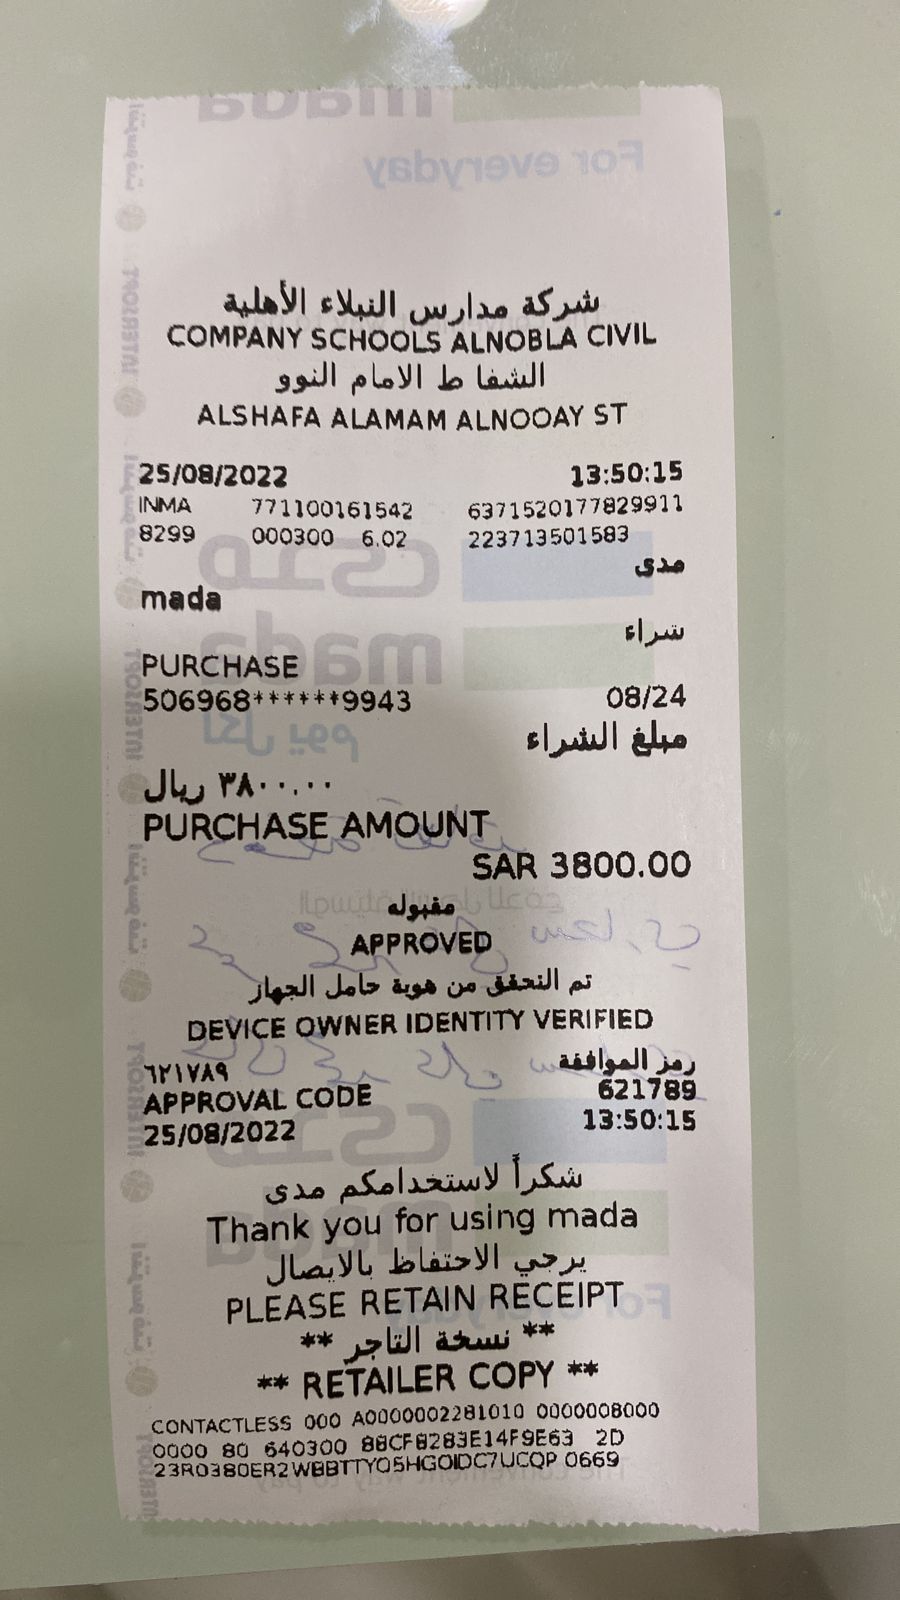 For everyday
شركة مدارس النبلاء الأهلية
COMPANY SCHOOLS ALNOBLA CIVIL
الشفا ط الامام النوو
ALSHAFA ALAMAM ALNOOAY ST
25/08/2022 13:50:15
INMA 771100161542 6371520177829911
8299 000300 6.02 223713501583
مدى
mada
شراء
PURCHASE
506968******9943 08/24
مبلغ الشراء
٣٨٠٠.٠٠ ريال
PURCHASE AMOUNT
SAR 3800.00
مقبوله
APPROVED
تم التحقق من هوية حامل الجهاز
DEVICE OWNER IDENTITY VERIFIED
رمز الموافقة
٦٢١٧٨٩ 621789
APPROVAL CODE
25/08/2022 13:50:15
شكراً لاستخدامكم مدى
Thank you for using mada
يرجي الاحتفاظ بالايصال
PLEASE RETAIN RECEIPT
** نسخة التاجر **
** RETAILER COPY **
CONTACTLESS 000 A0000002281010 0000008000
0000 80 640300 88CF8283E14F9E63 2D
23R0380ER2WBBTTYO5HGOIDC7UCQP 0669